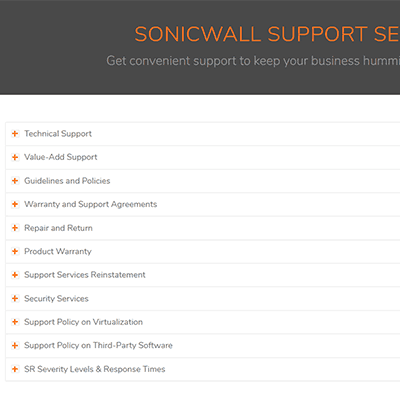 SONICWALL SUPPORT SE
Get convenient support to keep your business hummi
Technical Support
Value-Add Support
Guidelines and Policies
Warranty and Support Agreements
Repair and Return
Product Warranty
Support Services Reinstatement
Security Services
Support Policy on Virtualization
Support Policy on Third-Party Software
SR Severity Levels & Response Times